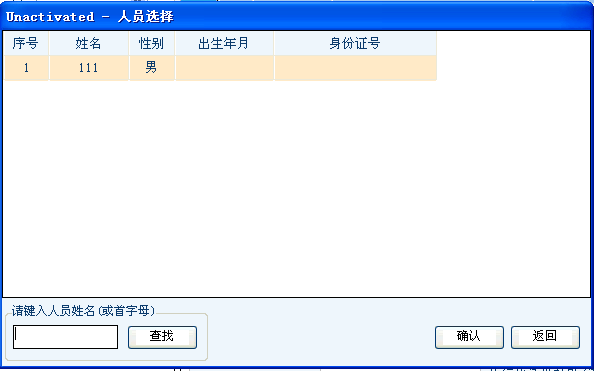 Unactivated - 人员选择
序号 姓名 性别 出生年月 身份证号
1 111 男
请键入人员姓名(或首字母)
查找 确认 返回